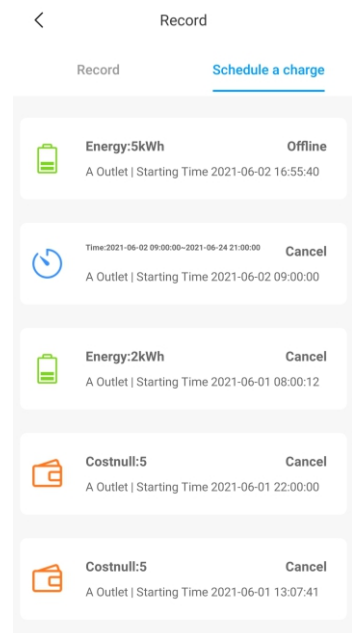 Record
Record Schedule a charge
Energy:5kWh Offline
A Outlet | Starting Time 2021-06-02 16:55:40
Time:2021-06-02 09:00:00~2021-06-24 21:00:00 Cancel
A Outlet | Starting Time 2021-06-02 09:00:00
Energy:2kWh Cancel
A Outlet | Starting Time 2021-06-01 08:00:12
Costnull:5 Cancel
A Outlet | Starting Time 2021-06-01 22:00:00
Costnull:5 Cancel
A Outlet | Starting Time 2021-06-01 13:07:41